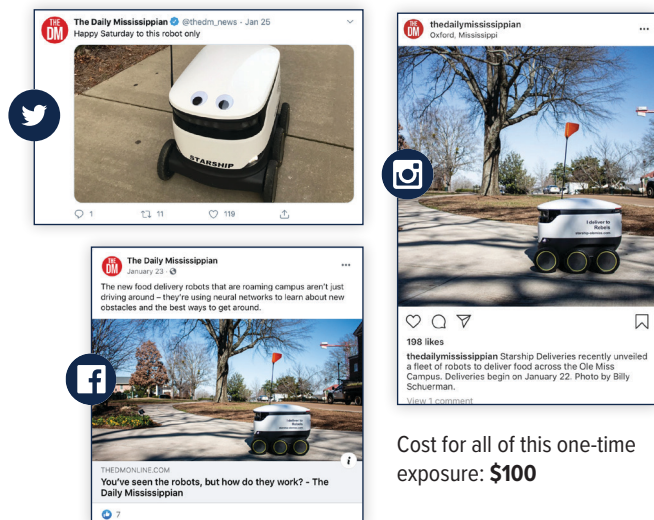 THE DM
The Daily Mississippian @thedm_news · Jan 25
Happy Saturday to this robot only
STARSHIP
1 11 119
THE DM
The Daily Mississippian
January 23 ·
The new food delivery robots that are roaming campus aren't just
driving around – they're using neural networks to learn about new
obstacles and the best ways to get around.
THEDMONLINE.COM
You've seen the robots, but how do they work? - The
Daily Mississippian
7
THE DM
thedailymississippian
Oxford, Mississippi
I deliver to
Robots
198 likes
thedailymississippian Starship Deliveries recently unveiled
a fleet of robots to deliver food across the Ole Miss
Campus. Deliveries begin on January 22. Photo by Billy
Schuerman.
View 1 comment
Cost for all of this one-time
exposure: $100